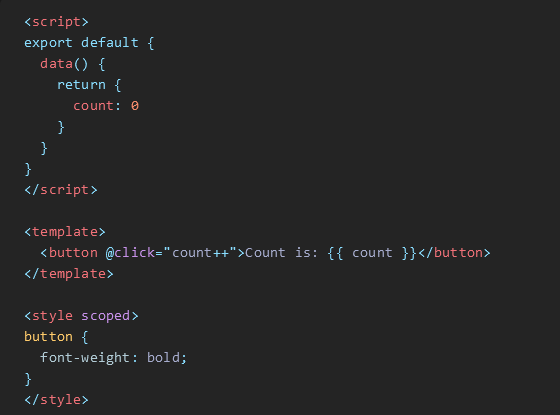 <script>
export default {
  data() {
    return {
      count: 0
    }
  }
}
</script>

<template>
  <button @click="count++">Count is: {{ count }}</button>
</template>

<style scoped>
button {
  font-weight: bold;
}
</style>